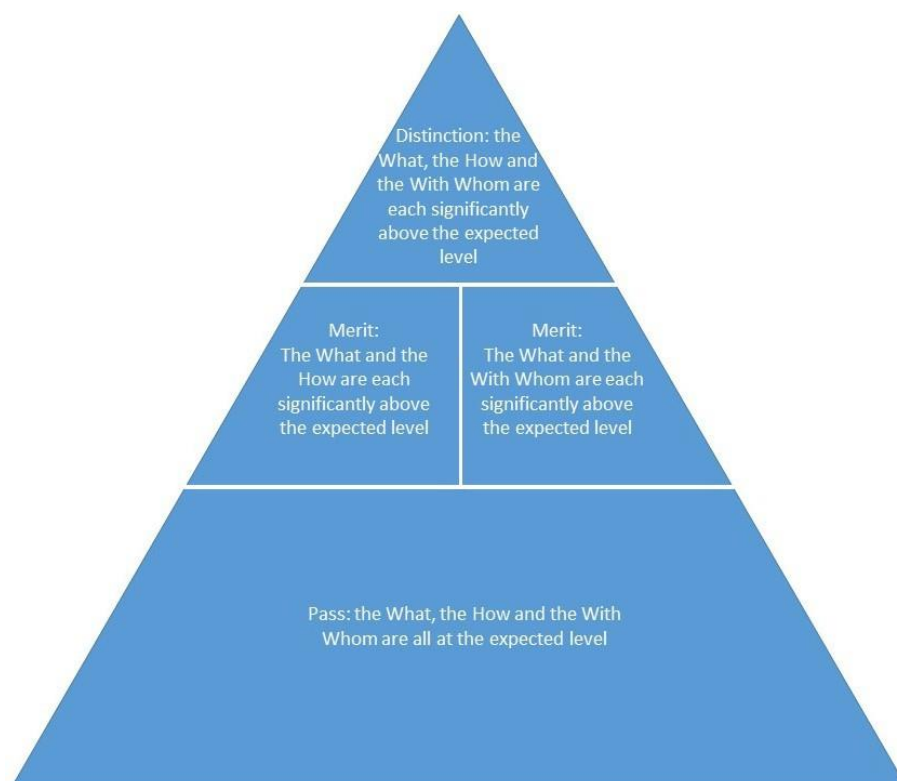 Distinction: the
What, the How and
the With Whom are
each significantly
above the expected
level
Merit:
The What and the
How are each
significantly above
the expected level
Merit:
The What and the
With Whom are each
significantly above
the expected level
Pass: the What, the How and the With
Whom are all at the expected level